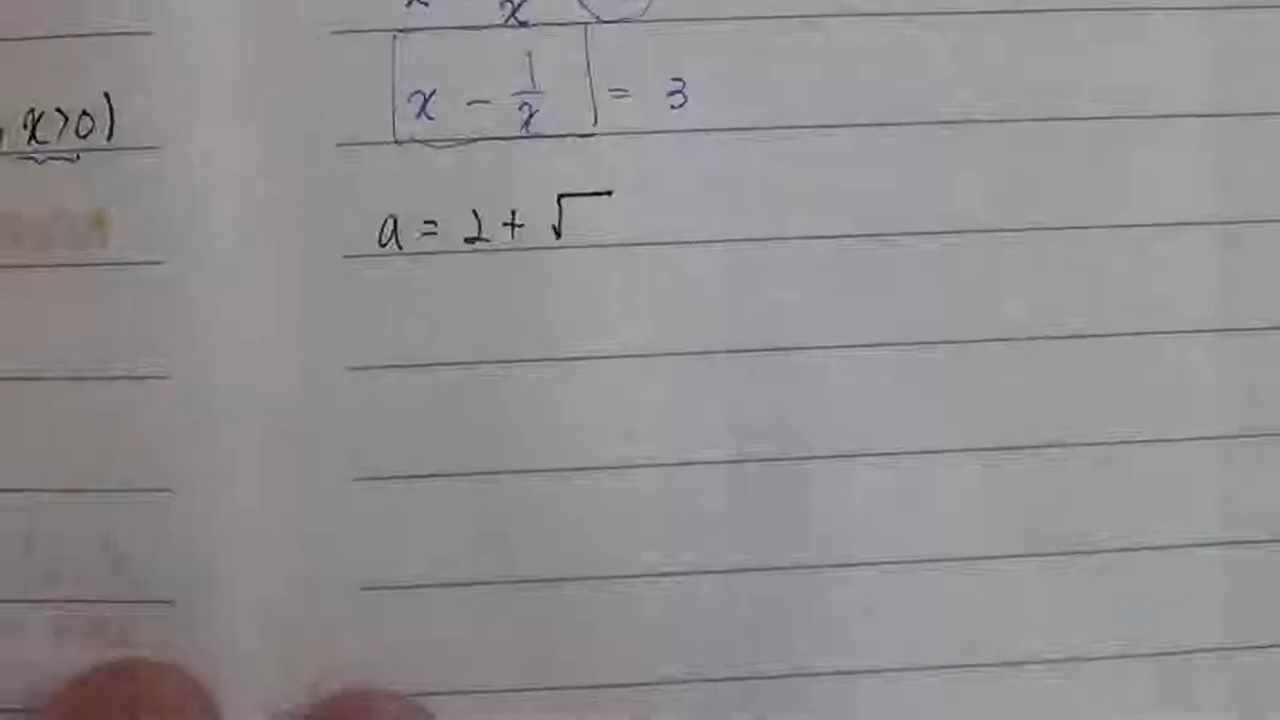 , x>0)
x - 1/x = 3
a = 2 + √